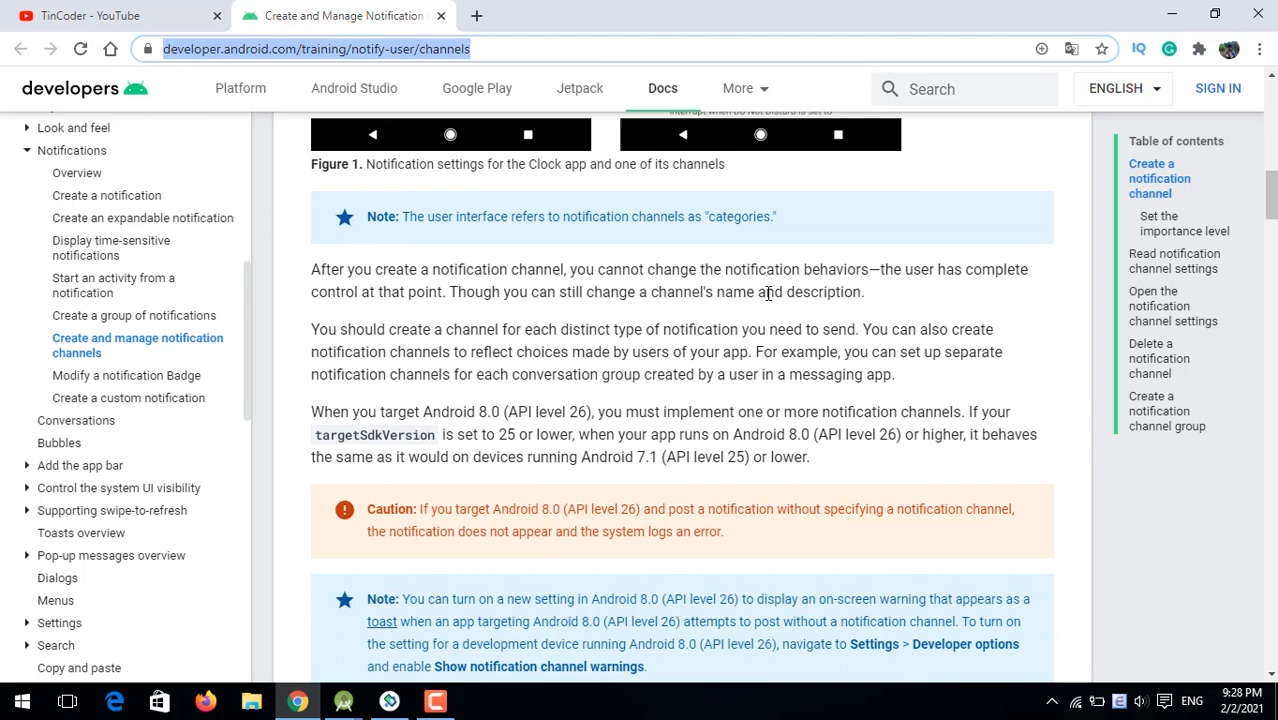 TinCoder - YouTube
Create and Manage Notification
developer.android.com/training/notify-user/channels
IQ
developers
Platform
Android Studio
Google Play
Jetpack
Docs
More
Search
ENGLISH
SIGN IN
Look and feel
Notifications
Overview
Create a notification
Create an expandable notification
Display time-sensitive
notifications
Start an activity from a
notification
Create a group of notifications
Create and manage notification
channels
Modify a notification Badge
Create a custom notification
Conversations
Bubbles
Add the app bar
Control the system UI visibility
Supporting swipe-to-refresh
Toasts overview
Pop-up messages overview
Dialogs
Menus
Settings
Search
Copy and paste
Interrupt when Do Not Disturb is set to
Figure 1. Notification settings for the Clock app and one of its channels
Note: The user interface refers to notification channels as "categories."
After you create a notification channel, you cannot change the notification behaviors—the user has complete
control at that point. Though you can still change a channel's name and description.
You should create a channel for each distinct type of notification you need to send. You can also create
notification channels to reflect choices made by users of your app. For example, you can set up separate
notification channels for each conversation group created by a user in a messaging app.
When you target Android 8.0 (API level 26), you must implement one or more notification channels. If your
targetSdkVersion is set to 25 or lower, when your app runs on Android 8.0 (API level 26) or higher, it behaves
the same as it would on devices running Android 7.1 (API level 25) or lower.
Caution: If you target Android 8.0 (API level 26) and post a notification without specifying a notification channel,
the notification does not appear and the system logs an error.
Note: You can turn on a new setting in Android 8.0 (API level 26) to display an on-screen warning that appears as a
toast when an app targeting Android 8.0 (API level 26) attempts to post without a notification channel. To turn on
the setting for a development device running Android 8.0 (API level 26), navigate to Settings > Developer options
and enable Show notification channel warnings.
Table of contents
Create a
notification
channel
Set the
importance level
Read notification
channel settings
Open the
notification
channel settings
Delete a
notification
channel
Create a
notification
channel group
ENG
9:28 PM
2/2/2021